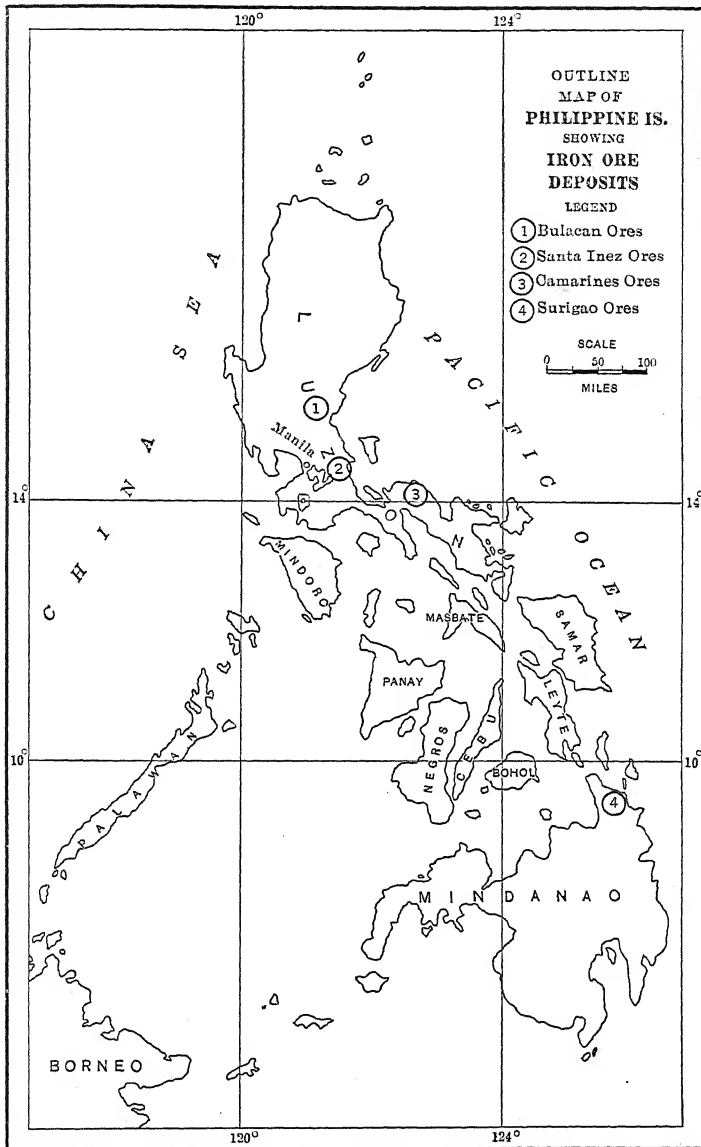 120°
124°
OUTLINE
MAP OF
PHILIPPINE IS.
SHOWING
IRON ORE
DEPOSITS
LEGEND
1 Bulacan Ores
2 Santa Inez Ores
3 Camarines Ores
4 Surigao Ores
SCALE
0 50 100
MILES
CHINA SEA
PACIFIC OCEAN
LUZON
1
Manila
2
3
14°
14°
MINDORO
MASBATE
SAMAR
PANAY
LEYTE
NEGROS
CEBU
BOHOL
PALAWAN
10°
10°
4
MINDANAO
BORNEO
120°
124°